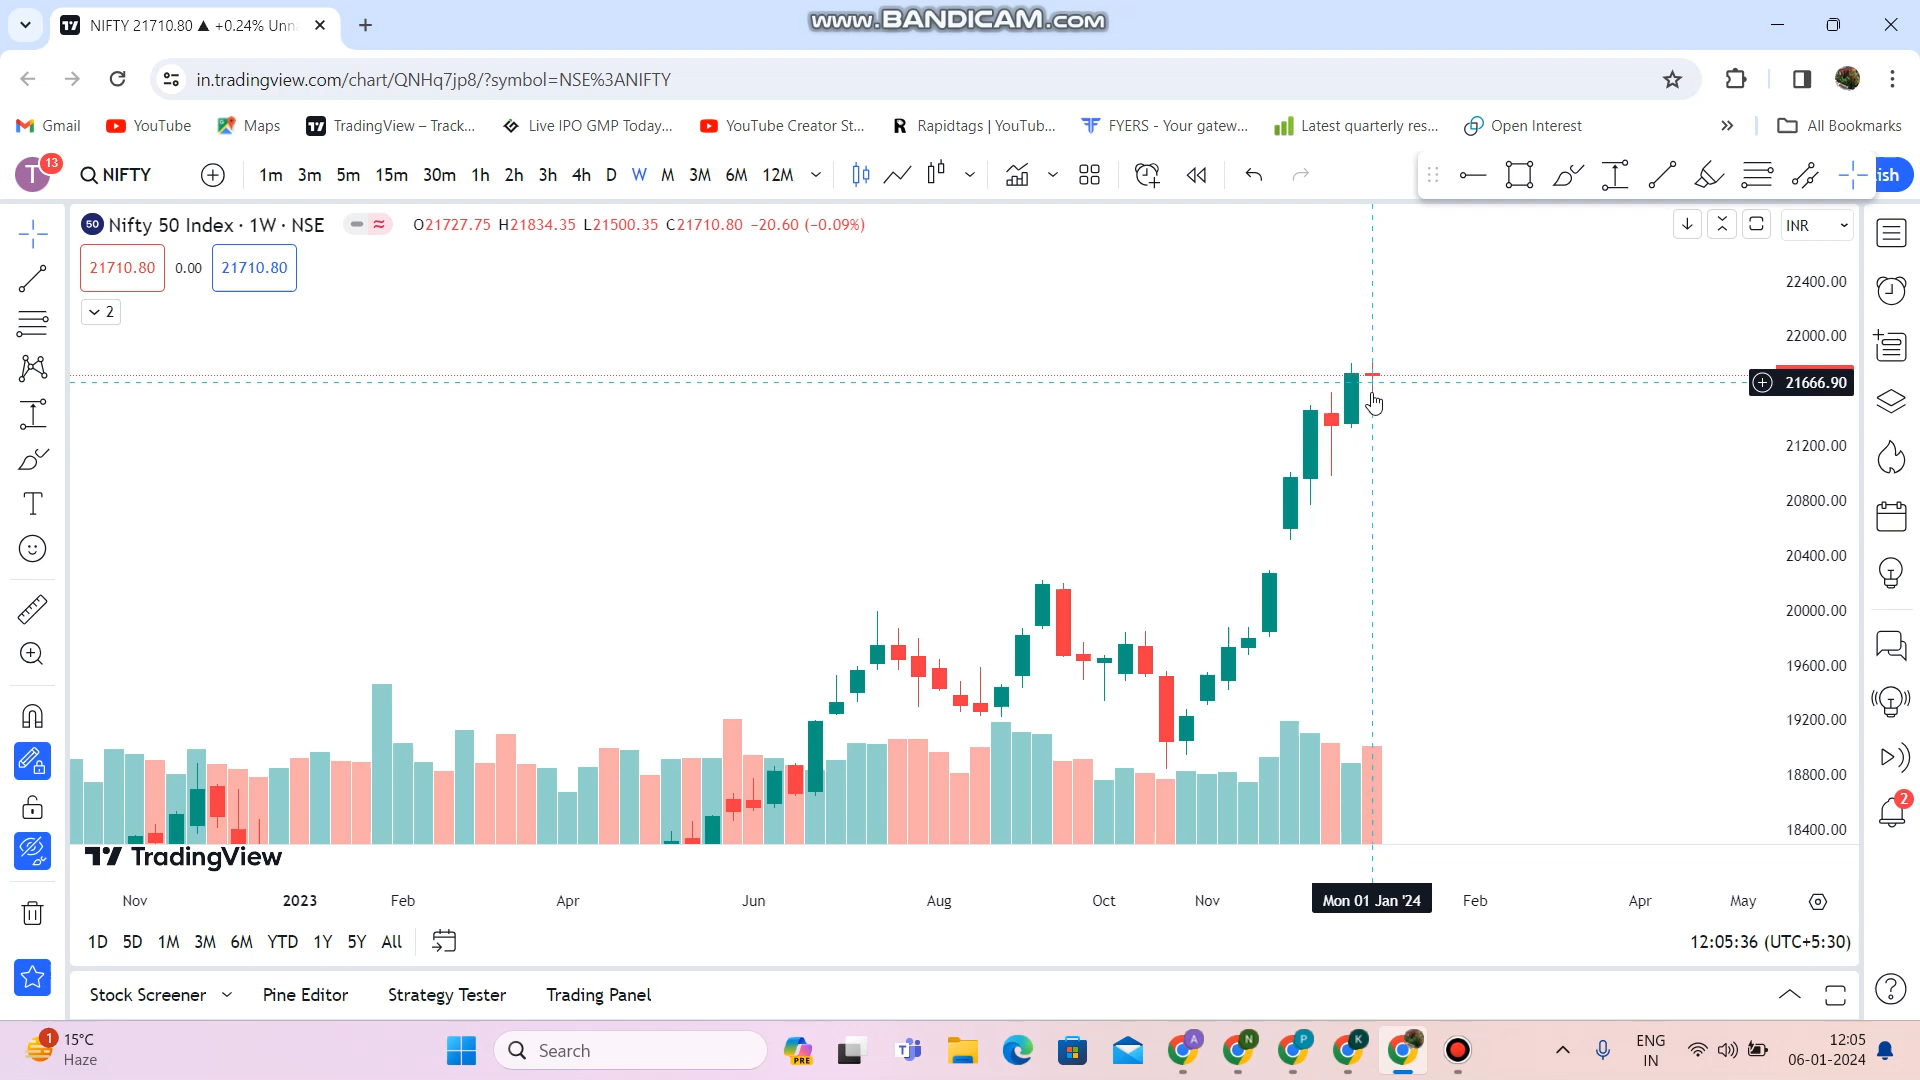 NIFTY 21710.80 ▲ +0.24% Unn
www.BANDICAM.com
in.tradingview.com/chart/QNHq7jp8/?symbol=NSE%3ANIFTY
Gmail YouTube Maps TradingView – Track... Live IPO GMP Today,... YouTube Creator St... Rapidtags | YouTub... FYERS - Your gatew... Latest quarterly res... Open Interest » All Bookmarks
T 13 NIFTY 1m 3m 5m 15m 30m 1h 2h 3h 4h D W M 3M 6M 12M ish
50 Nifty 50 Index · 1W · NSE O21727.75 H21834.35 L21500.35 C21710.80 −20.60 (−0.09%) INR
21710.80 0.00 21710.80
2
22400.00
22000.00
21666.90
21200.00
20800.00
20400.00
20000.00
19600.00
19200.00
18800.00
18400.00
2
TradingView
Nov 2023 Feb Apr Jun Aug Oct Nov Mon 01 Jan '24 Feb Apr May
1D 5D 1M 3M 6M YTD 1Y 5Y All 12:05:36 (UTC+5:30)
Stock Screener Pine Editor Strategy Tester Trading Panel
1 15°C
Haze
Search
PRE
A N P K
ENG
IN
12:05
06-01-2024